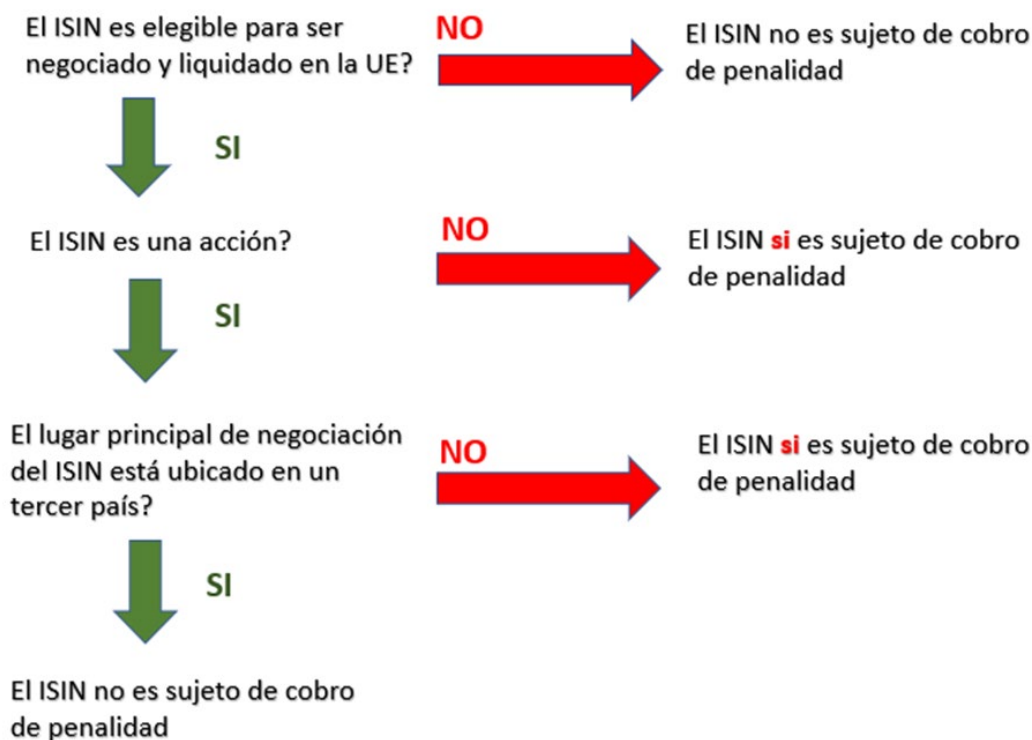 El ISIN es elegible para ser
negociado y liquidado en la UE?
NO
El ISIN no es sujeto de cobro
de penalidad
SI
El ISIN es una acción?
NO
El ISIN si es sujeto de cobro
de penalidad
SI
El lugar principal de negociación
del ISIN está ubicado en un
tercer país?
NO
El ISIN si es sujeto de cobro
de penalidad
SI
El ISIN no es sujeto de cobro
de penalidad